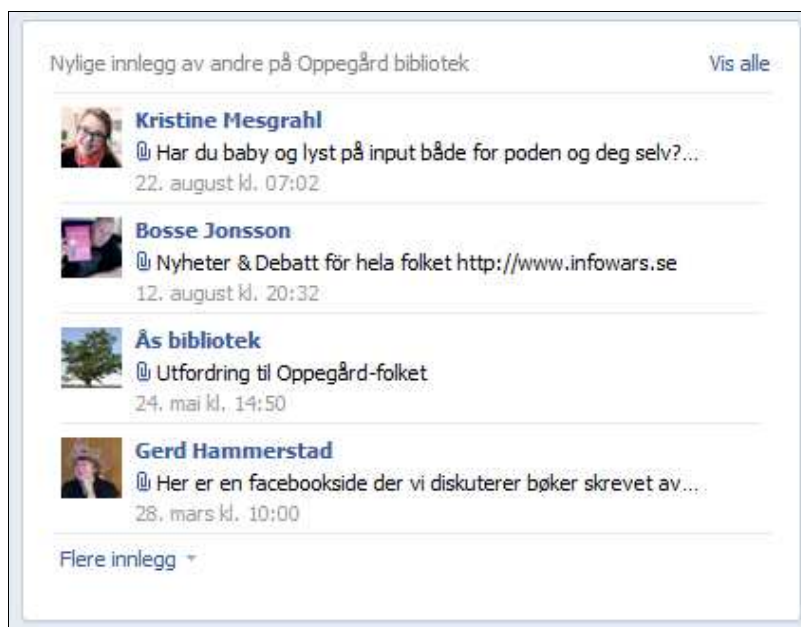 Nylige innlegg av andre på Oppegård bibliotek Vis alle
Kristine Mesgrahl
Har du baby og lyst på input både for poden og deg selv?...
22. august kl. 07:02
Bosse Jonsson
Nyheter & Debatt för hela folket http://www.infowars.se
12. august kl. 20:32
Ås bibliotek
Utfordring til Oppegård-folket
24. mai kl. 14:50
Gerd Hammerstad
Her er en facebookside der vi diskuterer bøker skrevet av...
28. mars kl. 10:00
Flere innlegg